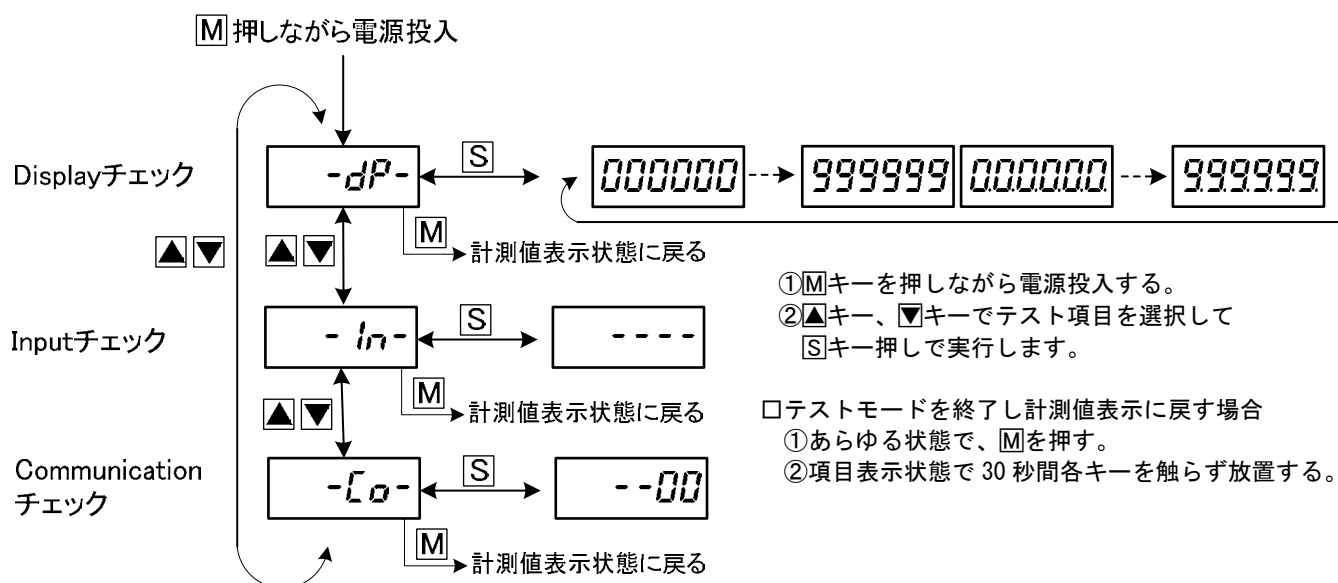 M 押しながら電源投入
Displayチェック
-dP-
S
000000
999999
0.0.0.0.0.0.
9.9.9.9.9.9.
M
計測値表示状態に戻る
▲▼
▲▼
Inputチェック
-In-
S
----
M
計測値表示状態に戻る
▲▼
Communication
チェック
-Co-
S
--00
M
計測値表示状態に戻る
①Mキーを押しながら電源投入する。
②▲キー、▼キーでテスト項目を選択して
Sキー押しで実行します。
□テストモードを終了し計測値表示に戻す場合
①あらゆる状態で、Mを押す。
②項目表示状態で 30 秒間各キーを触らず放置する。